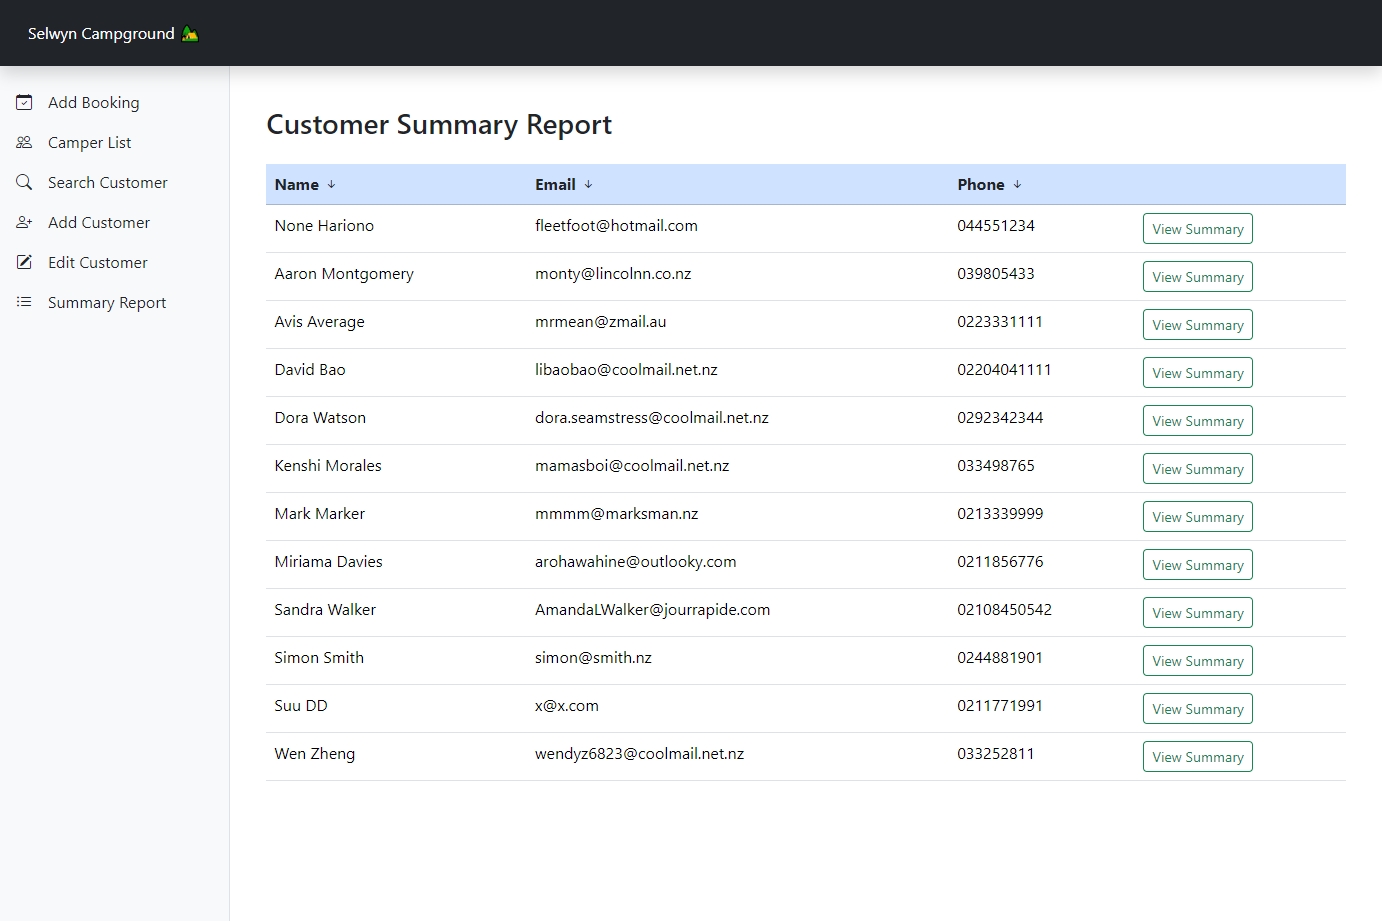 Selwyn Campground
Add Booking
Camper List
Search Customer
Add Customer
Edit Customer
Summary Report
Customer Summary Report
Name ↓ Email ↓ Phone ↓
None Hariono fleetfoot@hotmail.com 044551234 View Summary
Aaron Montgomery monty@lincolnn.co.nz 039805433 View Summary
Avis Average mrmean@zmail.au 0223331111 View Summary
David Bao libaobao@coolmail.net.nz 02204041111 View Summary
Dora Watson dora.seamstress@coolmail.net.nz 0292342344 View Summary
Kenshi Morales mamasboi@coolmail.net.nz 033498765 View Summary
Mark Marker mmmm@marksman.nz 0213339999 View Summary
Miriama Davies arohawahine@outlooky.com 0211856776 View Summary
Sandra Walker AmandaLWalker@jourrapide.com 02108450542 View Summary
Simon Smith simon@smith.nz 0244881901 View Summary
Suu DD x@x.com 0211771991 View Summary
Wen Zheng wendyz6823@coolmail.net.nz 033252811 View Summary